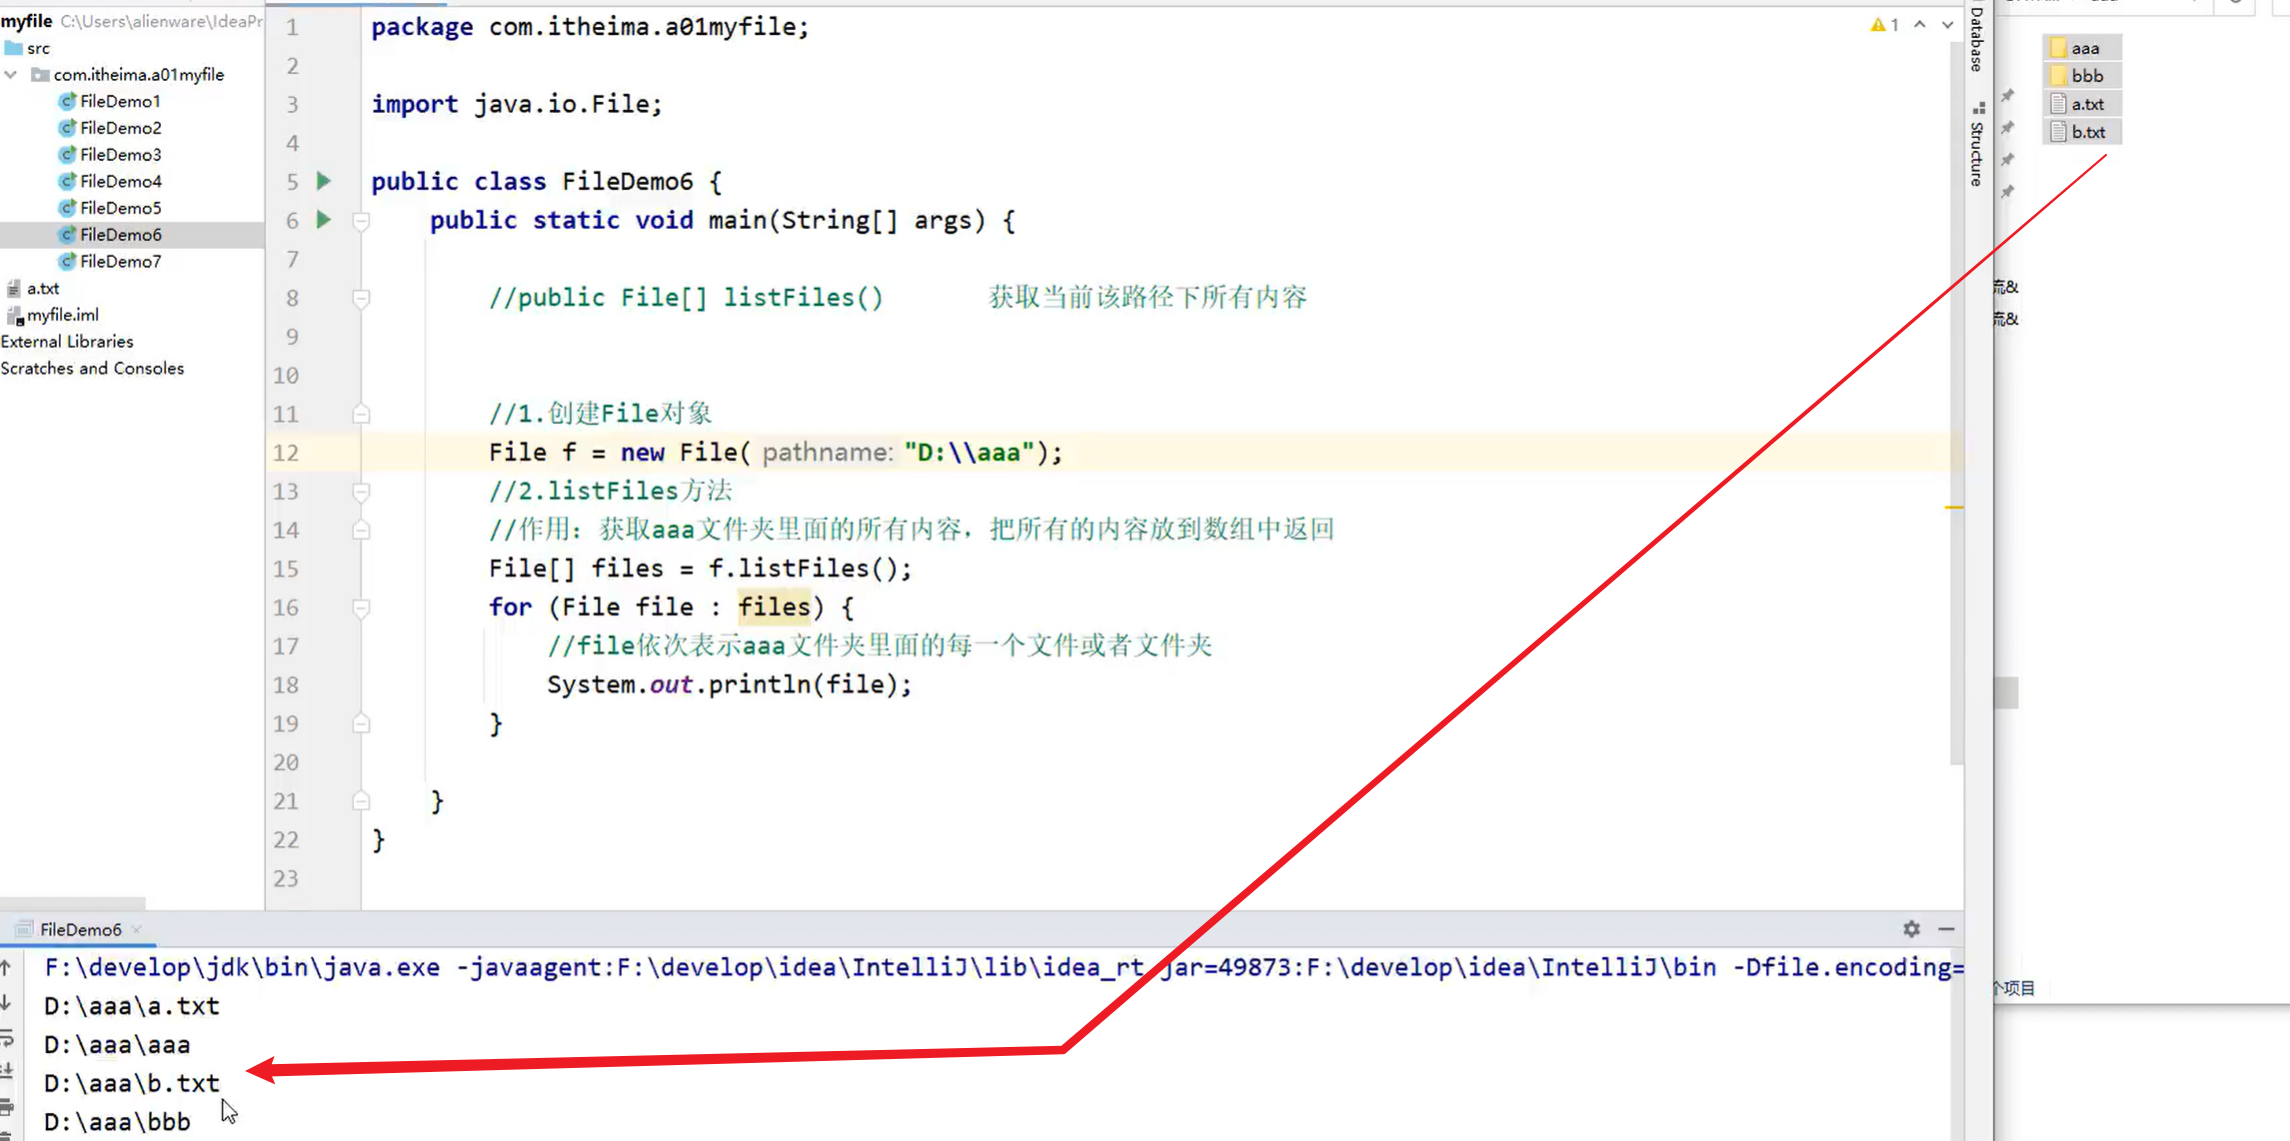 myfile C:\Users\alienware\IdeaPr
src
com.itheima.a01myfile
FileDemo1
FileDemo2
FileDemo3
FileDemo4
FileDemo5
FileDemo6
FileDemo7
a.txt
myfile.iml
External Libraries
Scratches and Consoles
1 package com.itheima.a01myfile;
2
3 import java.io.File;
4
5 public class FileDemo6 {
6 public static void main(String[] args) {
7
8 //public File[] listFiles() 获取当前该路径下所有内容
9
10
11 //1.创建File对象
12 File f = new File( pathname: "D:\\aaa");
13 //2.listFiles方法
14 //作用：获取aaa文件夹里面的所有内容，把所有的内容放到数组中返回
15 File[] files = f.listFiles();
16 for (File file : files) {
17 //file依次表示aaa文件夹里面的每一个文件或者文件夹
18 System.out.println(file);
19 }
20
21 }
22 }
23
1
Database
Structure
aaa
bbb
a.txt
b.txt
流&
流&
个项目
FileDemo6
F:\develop\jdk\bin\java.exe -javaagent:F:\develop\idea\IntelliJ\lib\idea_rt.jar=49873:F:\develop\idea\IntelliJ\bin -Dfile.encoding=
D:\aaa\a.txt
D:\aaa\aaa
D:\aaa\b.txt
D:\aaa\bbb